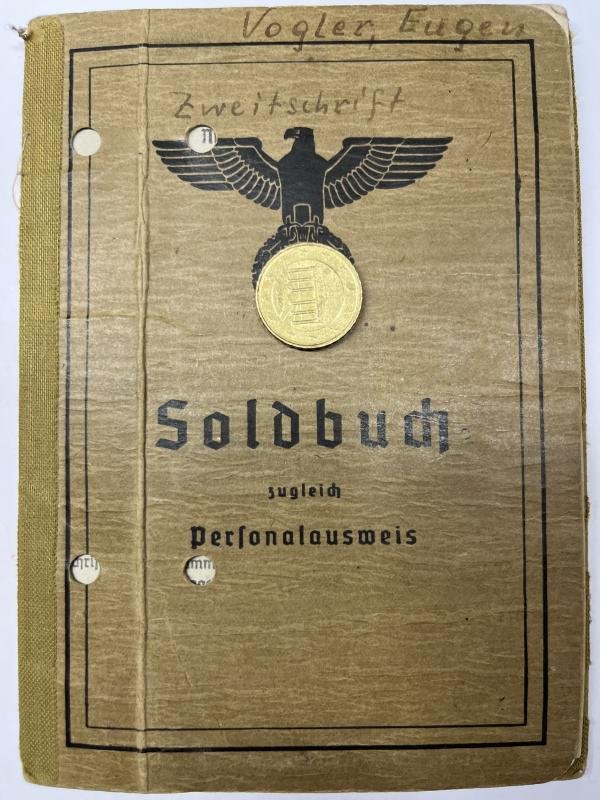 Vogler, Eugen
Zweitschrift
Soldbuch
zugleich
Personalausweis